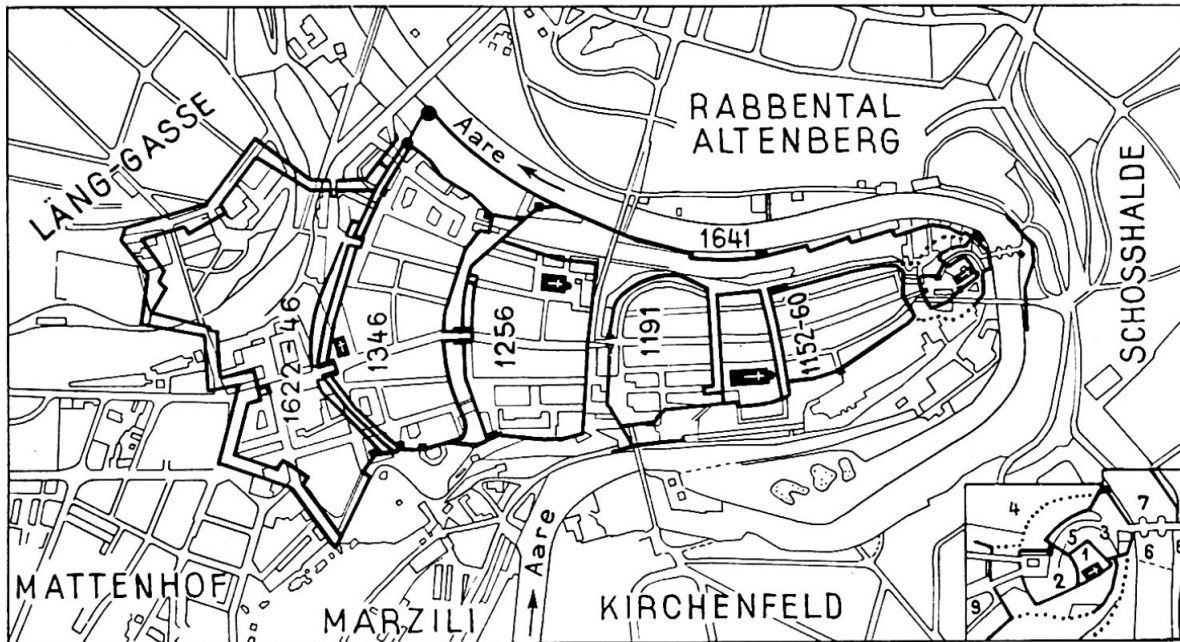 RABBENTAL
ALTENBERG
LÄNG-GASSE
Aare
SCHOSSHALDE
1641
1622-46
1346
1256
1191
1152-60
MATTENHOF
MARZILI
Aare
KIRCHENFELD
4
7
5
3
1
6
8
2
9